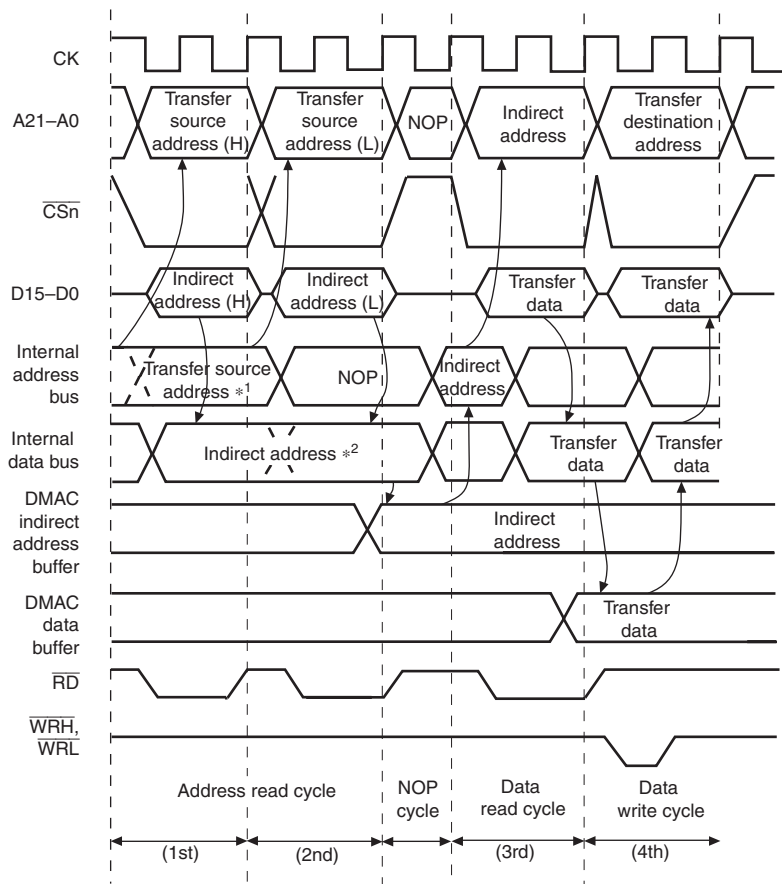 CK
A21–A0
Transfer source address (H)
Transfer source address (L)
NOP
Indirect address
Transfer destination address
CSn
D15–D0
Indirect address (H)
Indirect address (L)
Transfer data
Transfer data
Internal address bus
Transfer source address *1
NOP
Indirect address
Internal data bus
Indirect address *2
Transfer data
Transfer data
DMAC indirect address buffer
Indirect address
DMAC data buffer
Transfer data
RD
WRH, WRL
Address read cycle
NOP cycle
Data read cycle
Data write cycle
(1st)
(2nd)
(3rd)
(4th)